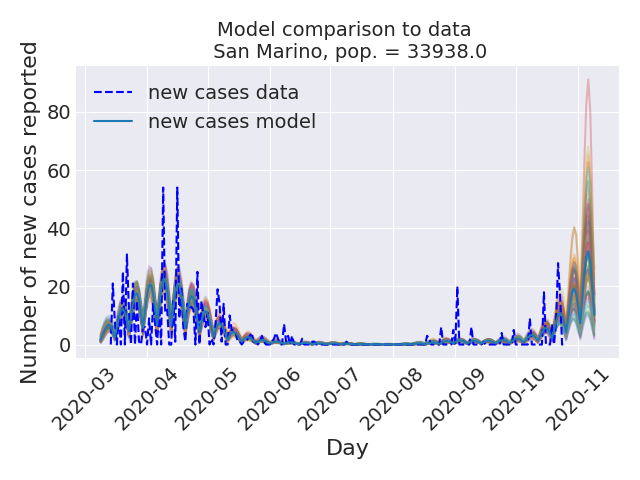 Model comparison to data
San Marino, pop. = 33938.0
new cases data
new cases model
Number of new cases reported
80
60
40
20
0
2020-03
2020-04
2020-05
2020-06
2020-07
2020-08
2020-09
2020-10
2020-11
Day